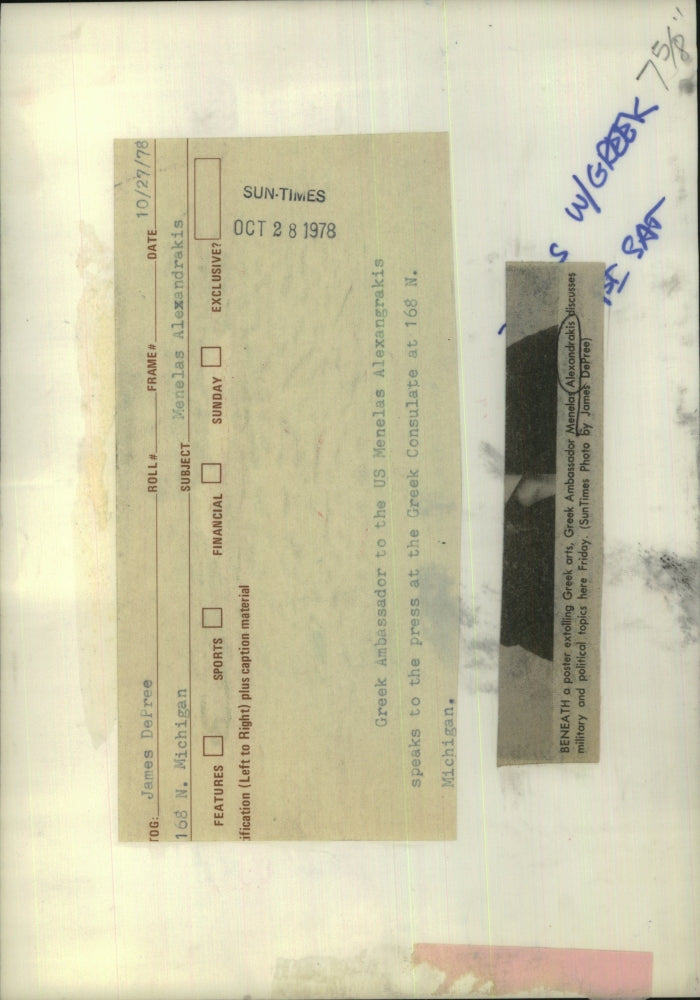 TOG: James DePree ROLL# FRAME# DATE 10/27/78
168 N. Michigan SUBJECT Menelas Alexandrakis
FEATURES SPORTS FINANCIAL SUNDAY EXCLUSIVE?
ification (Left to Right) plus caption material
SUN-TIMES
OCT 28 1978
Greek Ambassador to the US Menelas Alexangrakis
speaks to the press at the Greek Consulate at 168 N.
Michigan.
BENEATH a poster extolling Greek arts, Greek Ambassador Menelas Alexandrakis discusses
military and political topics here Friday. (SunTimes Photo by James DePree)
S W/GREEK
SAT
7 5/8"